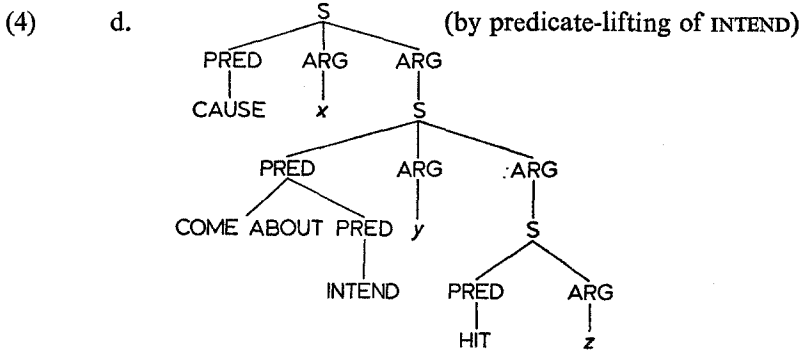 (4) d. S (by predicate-lifting of INTEND)
PRED ARG ARG
CAUSE x S
PRED ARG :ARG
COME ABOUT PRED y S
INTEND PRED ARG
HIT z